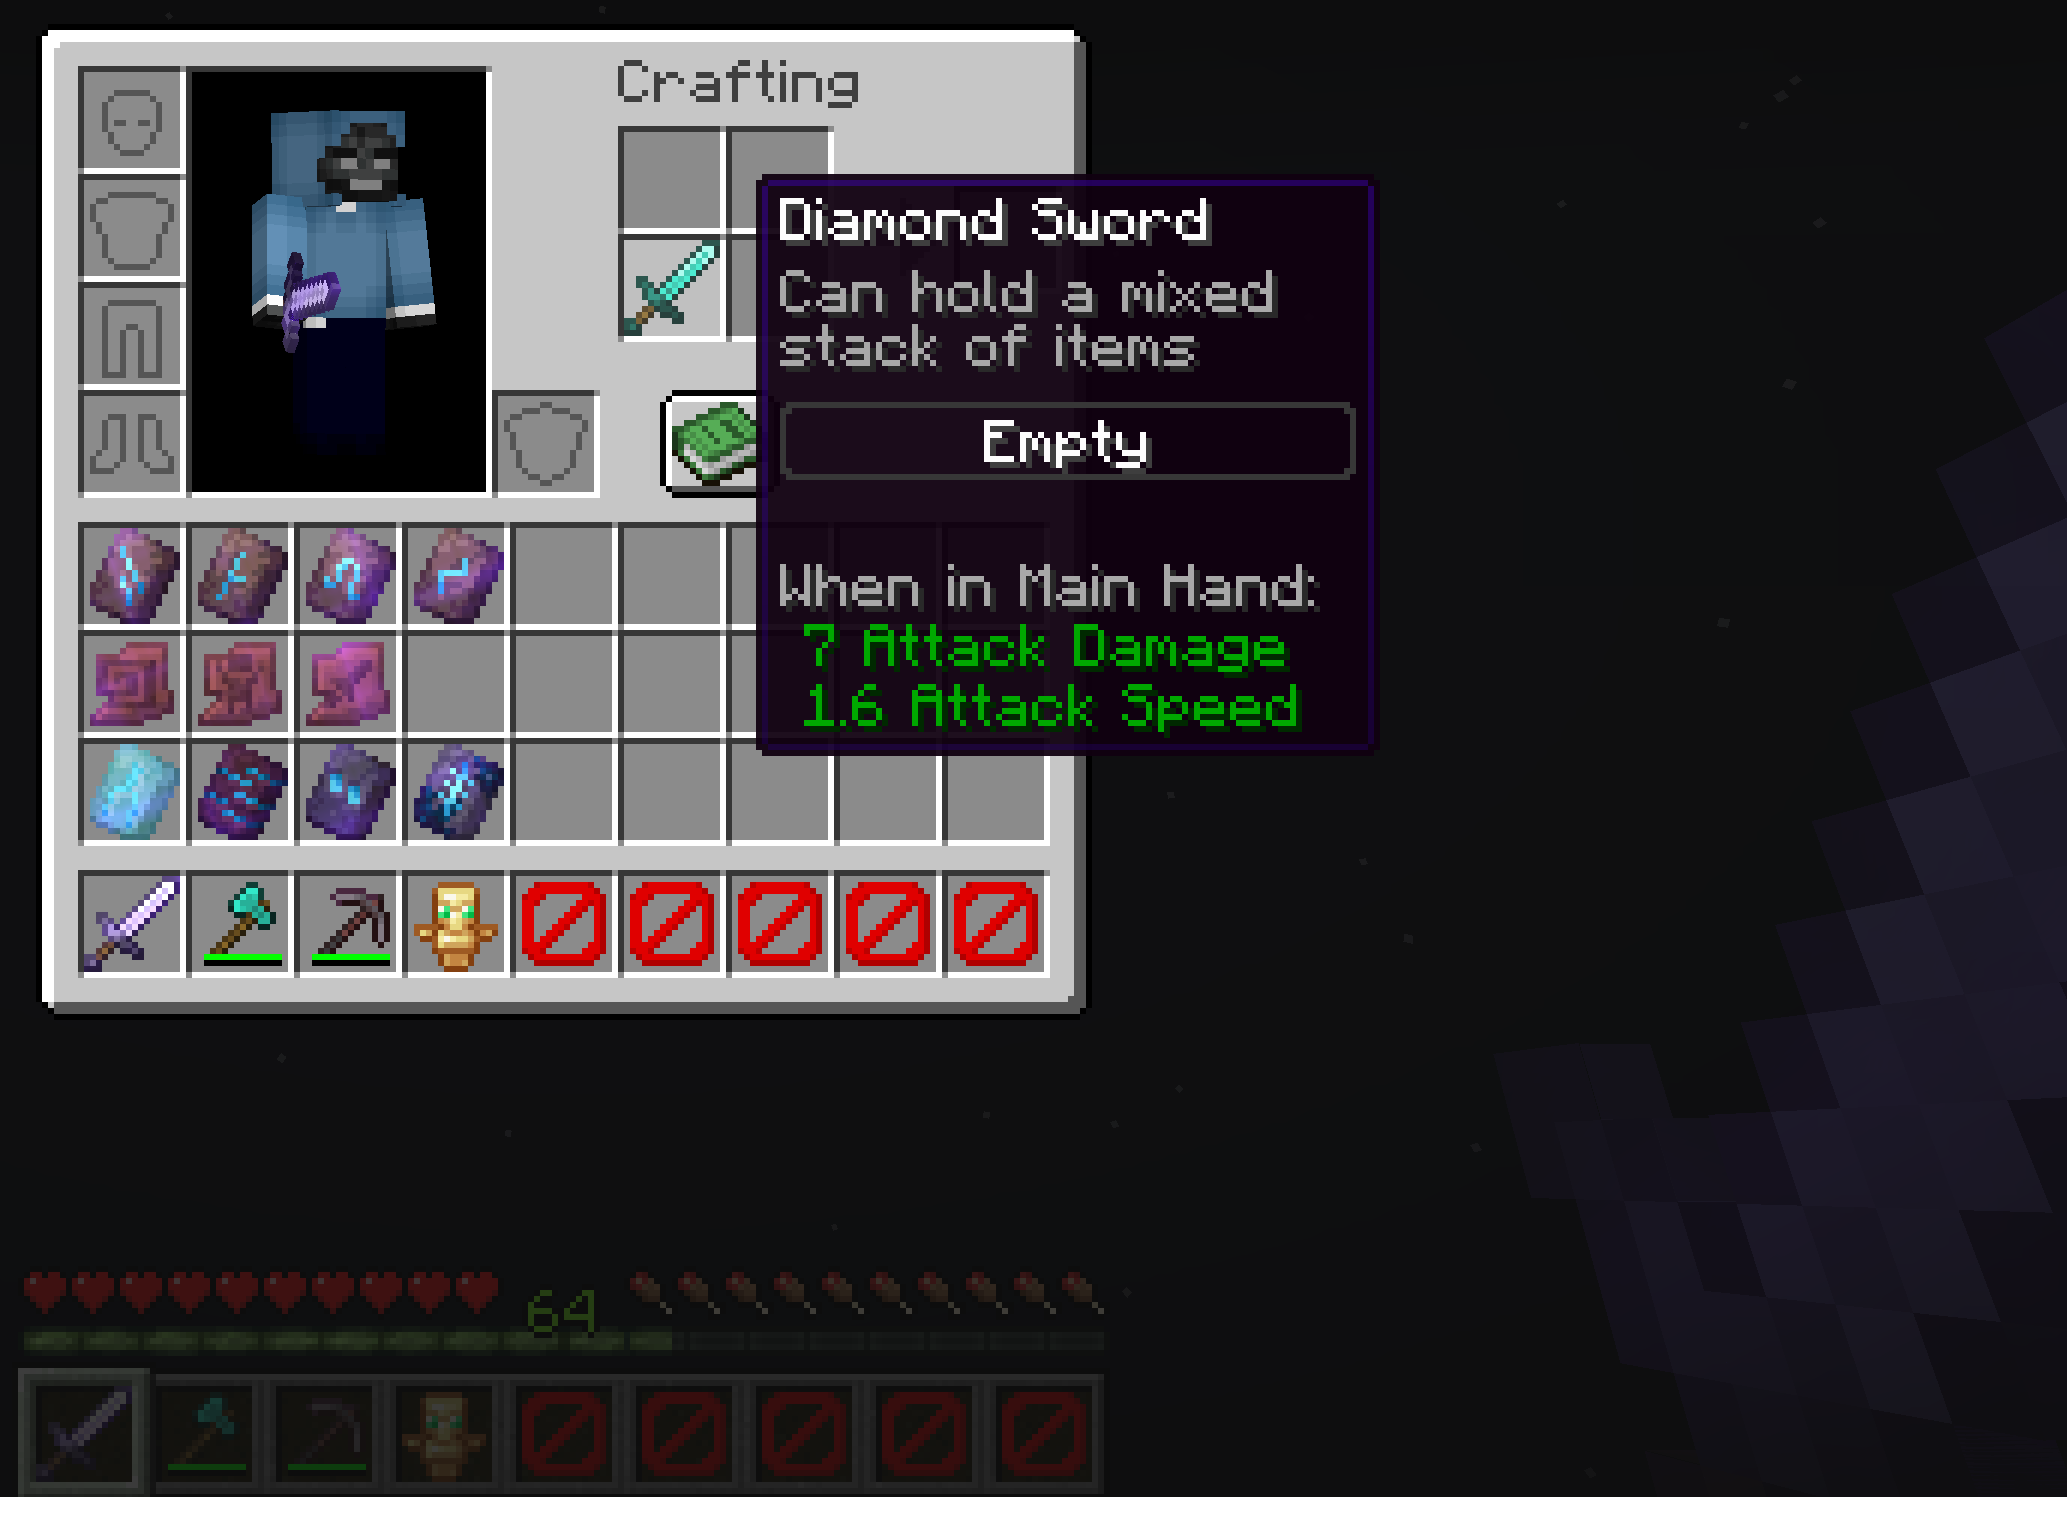 Crafting
Diamond Sword
Can hold a mixed
stack of items
Empty
When in Main Hand:
7 Attack Damage
1.6 Attack Speed
64